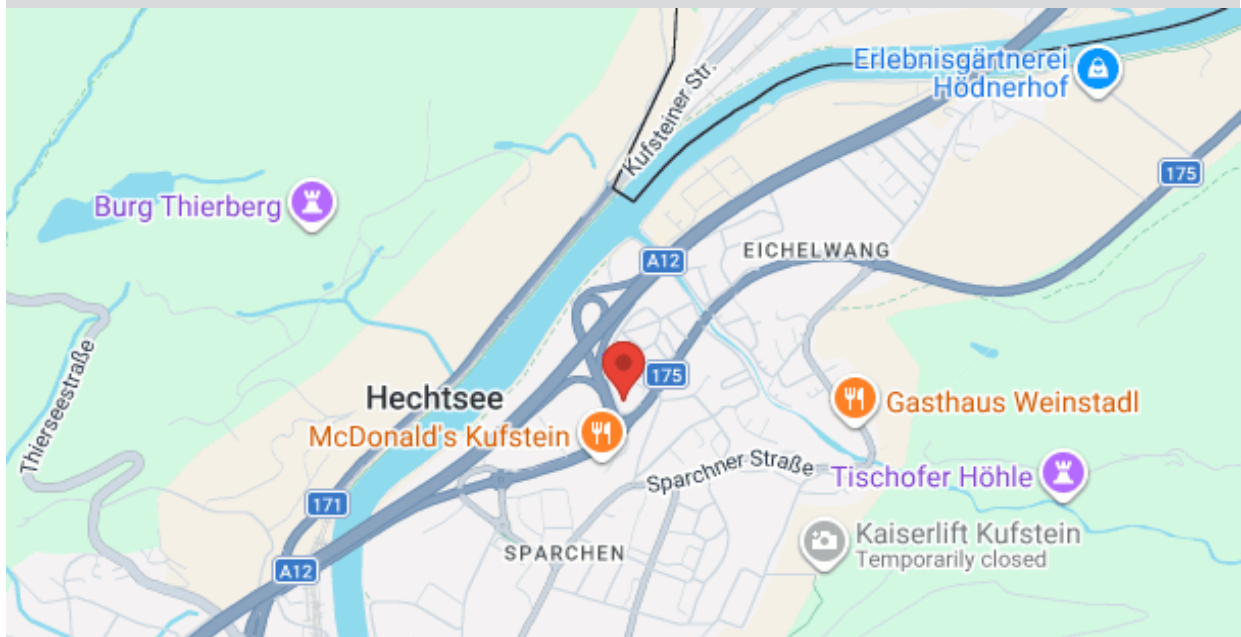 Erlebnisgärtnerei
Hödnerhof
Kufsteiner Str.
175
Burg Thierberg
EICHELWANG
A12
Thierseestraße
175
Hechtsee
Gasthaus Weinstadl
McDonald's Kufstein
Sparchner Straße
Tischofer Höhle
171
Kaiserlift Kufstein
Temporarily closed
SPARCHEN
A12